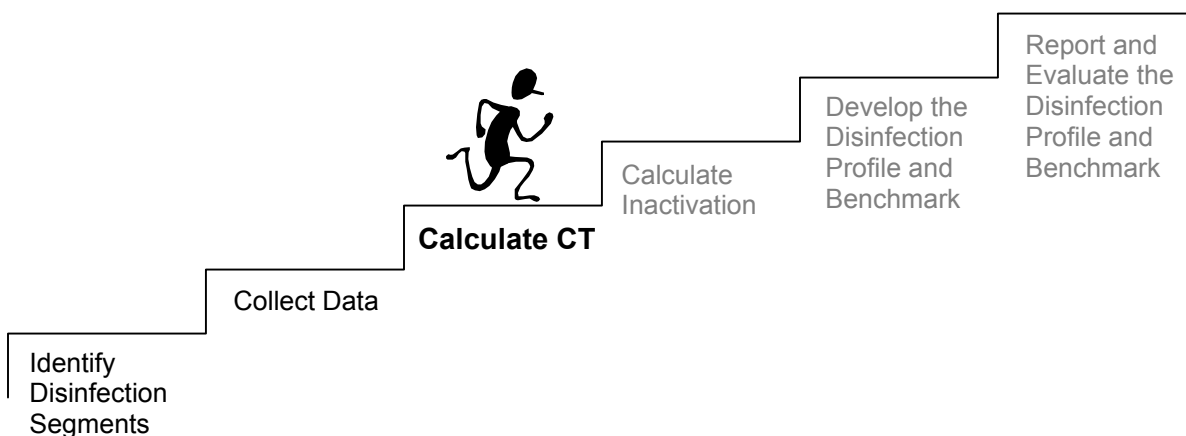 Identify
Disinfection
Segments
Collect Data
Calculate CT
Calculate
Inactivation
Develop the
Disinfection
Profile and
Benchmark
Report and
Evaluate the
Disinfection
Profile and
Benchmark